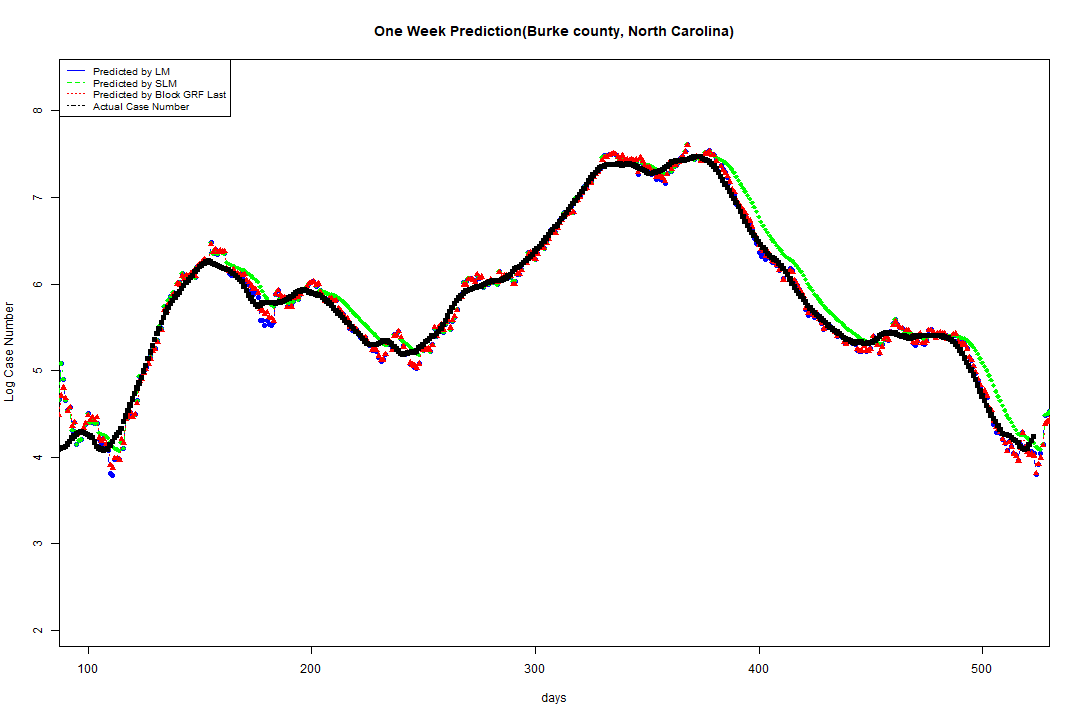 One Week Prediction(Burke county, North Carolina)
Predicted by LM
Predicted by SLM
Predicted by Block GRF Last
Actual Case Number
Log Case Number
8
7
6
5
4
3
2
100 200 300 400 500
days